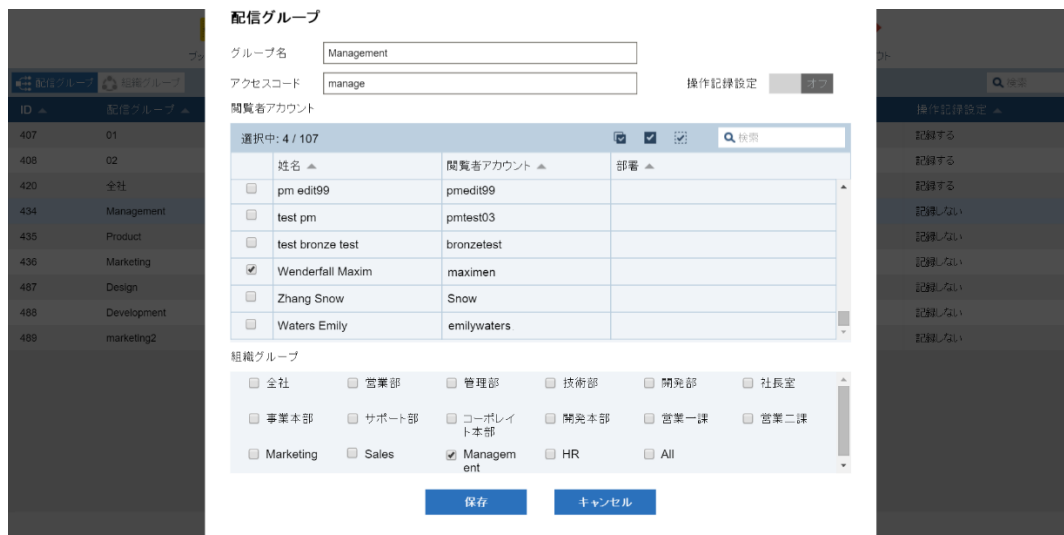 配信グループ
グループ名 Management
アクセスコード manage 操作記録設定 オフ
閲覧者アカウント
選択中: 4 / 107 検索
姓名 閲覧者アカウント 部署
pm edit99 pmedit99
test pm pmtest03
test bronze test bronzetest
Wenderfall Maxim maximen
Zhang Snow Snow
Waters Emily emilywaters
組織グループ
全社 営業部 管理部 技術部 開発部 社長室
事業本部 サポート部 コーポレイ
ト本部 開発本部 営業一課 営業二課
Marketing Sales Managem
ent HR All
保存 キャンセル
配信グループ 組織グループ 検索
ID 配信グループ 操作記録設定
407 01 記録する
408 02 記録する
420 全社 記録する
434 Management 記録しない
435 Product 記録しない
436 Marketing 記録しない
487 Design 記録しない
488 Development 記録しない
489 marketing2 記録しない